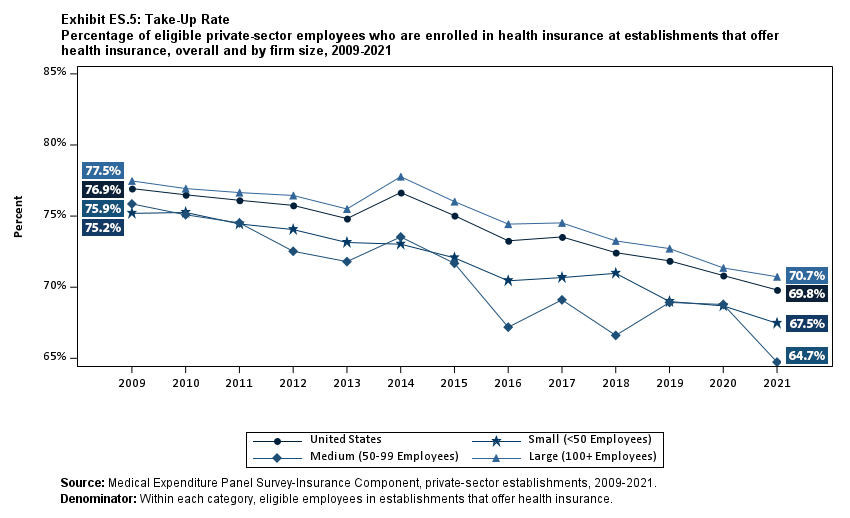 Exhibit ES.5: Take-Up Rate
Percentage of eligible private-sector employees who are enrolled in health insurance at establishments that offer
health insurance, overall and by firm size, 2009-2021
85%
80%
75%
70%
65%
Percent
77.5%
76.9%
75.9%
75.2%
70.7%
69.8%
67.5%
64.7%
2009 2010 2011 2012 2013 2014 2015 2016 2017 2018 2019 2020 2021
United States Small (<50 Employees)
Medium (50-99 Employees) Large (100+ Employees)
Source: Medical Expenditure Panel Survey-Insurance Component, private-sector establishments, 2009-2021.
Denominator: Within each category, eligible employees in establishments that offer health insurance.